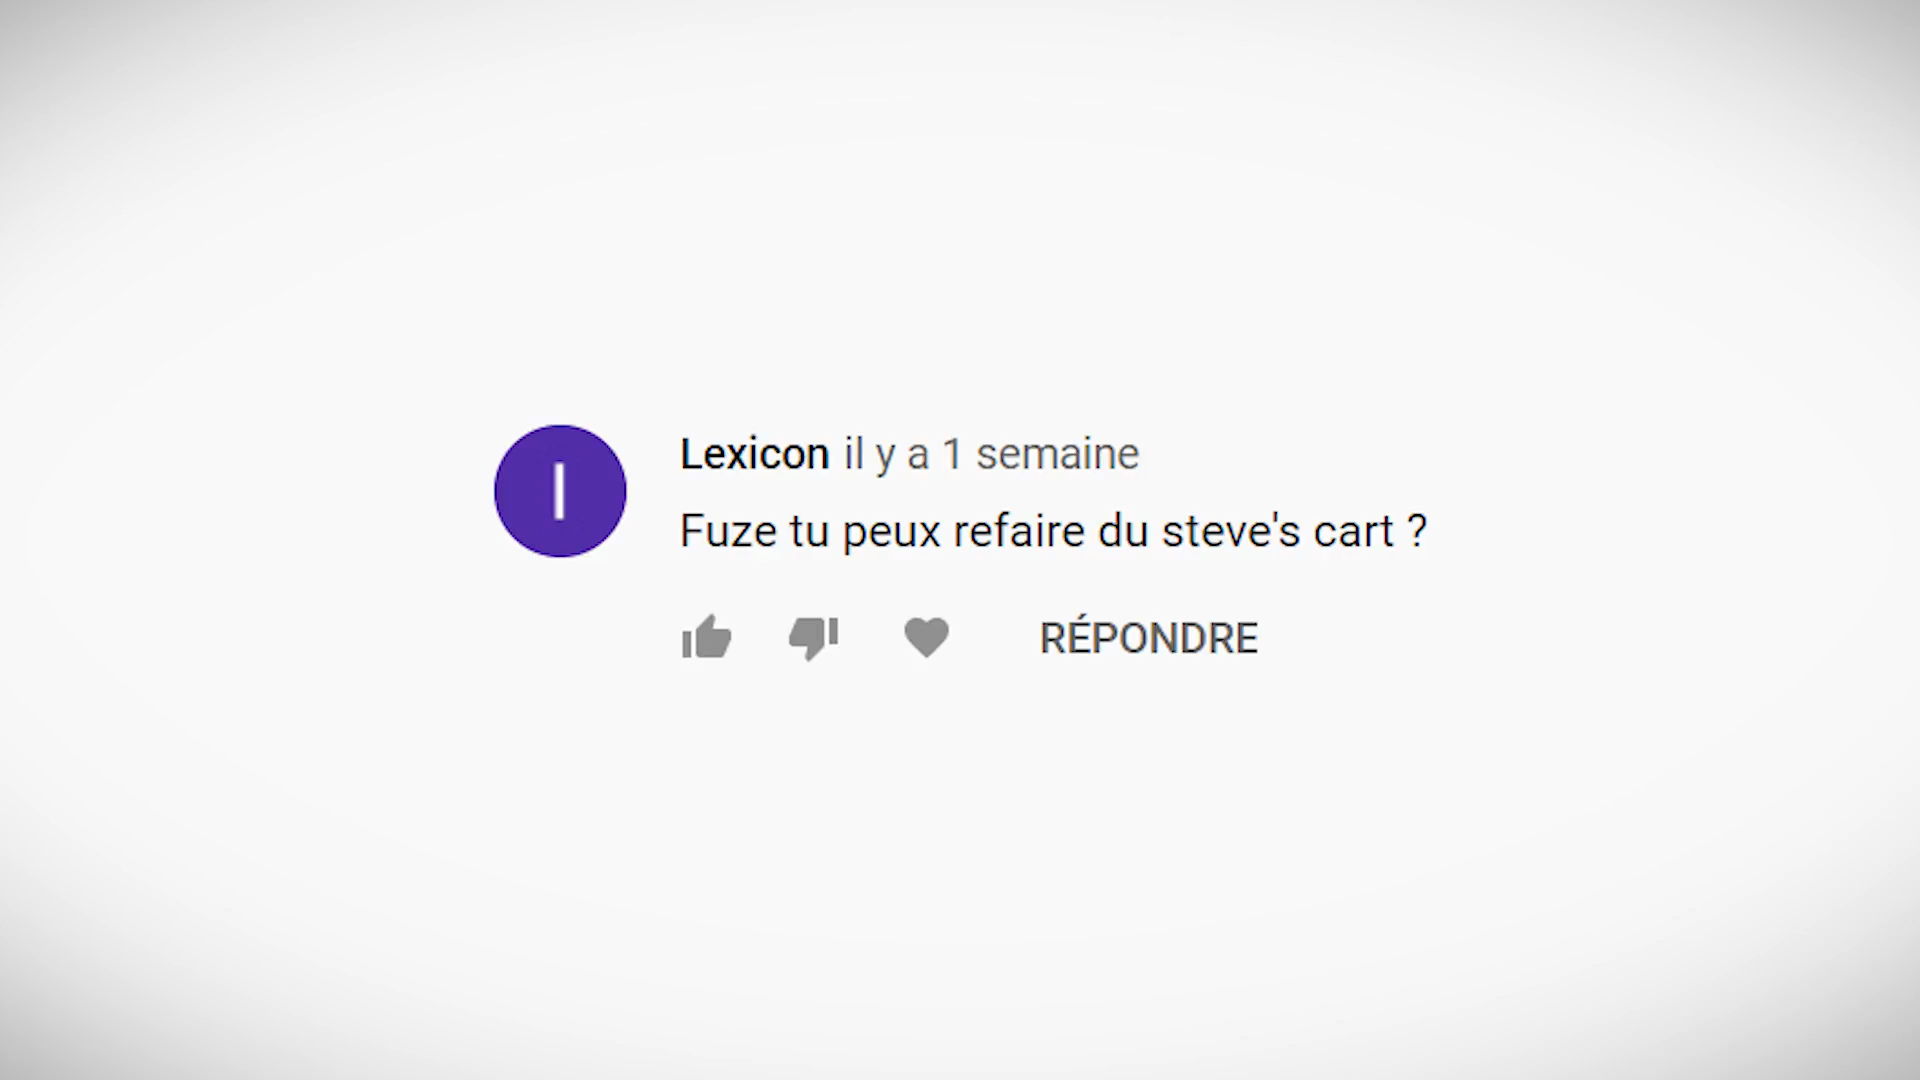 l
Lexicon il y a 1 semaine
Fuze tu peux refaire du steve's cart ?
RÉPONDRE